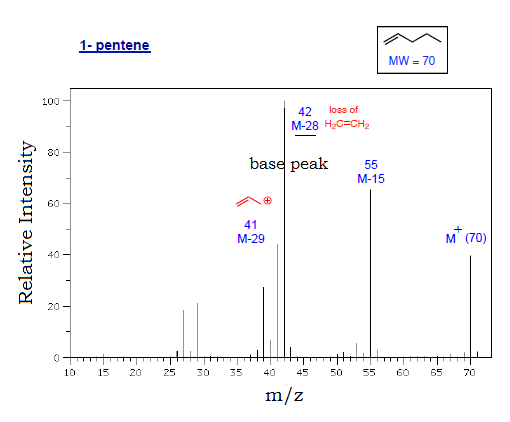 1- pentene
MW = 70
100
80
60
40
20
0
Relative Intensity
42
M-28
loss of
H₂C=CH₂
base peak
55
M-15
⊕
41
M-29
M⁺ (70)
10 15 20 25 30 35 40 45 50 55 60 65 70
m/z